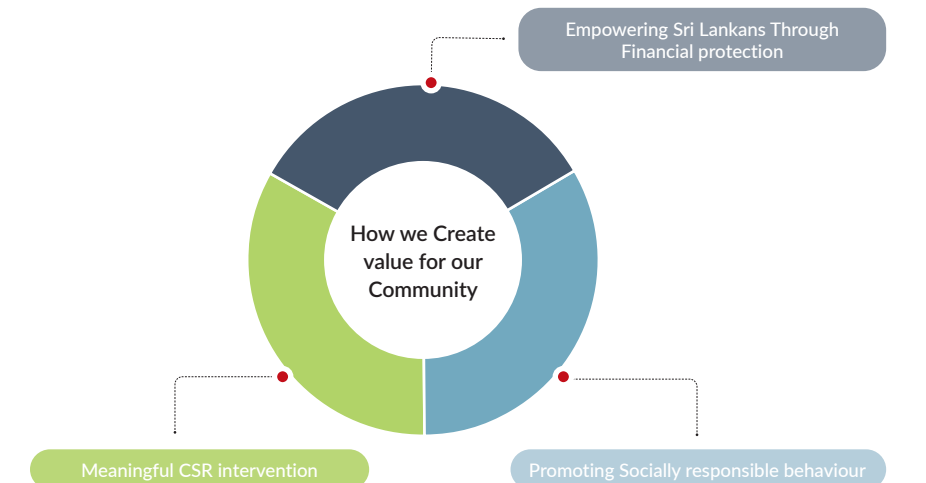 Empowering Sri Lankans Through
Financial protection
How we Create
value for our
Community
Meaningful CSR intervention
Promoting Socially responsible behaviour